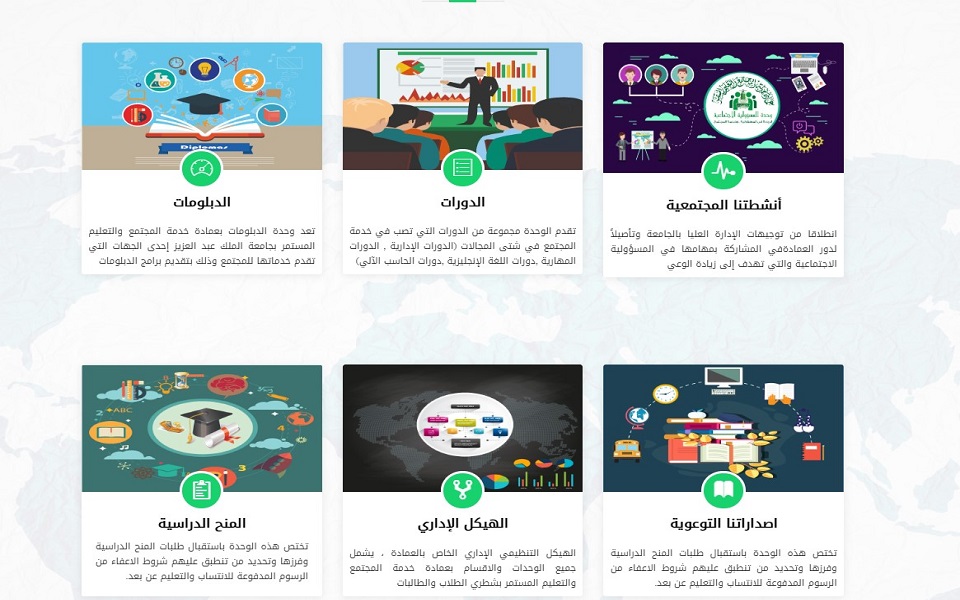 أنشطتنا المجتمعية
انطلاقا من توجيهات الإدارة العليا بالجامعة وتأصيلاً
لدور العمادةفي المشاركة بمهامها في المسؤولية
الاجتماعية والتي تهدف إلى زيادة الوعي
الدورات
تقدم الوحدة مجموعة من الدورات التي تصب في خدمة
المجتمع في شتى المجالات (الدورات الإدارية , الدورات
المهارية ,دورات اللغة الإنجليزية ,دورات الحاسب الآلي)
Diplomas
الدبلومات
تعد وحدة الدبلومات بعمادة خدمة المجتمع والتعليم
المستمر بجامعة الملك عبد العزيز إحدى الجهات التي
تقدم خدماتها للمجتمع وذلك بتقديم برامج الدبلومات
اصداراتنا التوعوية
تختص هذه الوحدة باستقبال طلبات المنح الدراسية
وفرزها وتحديد من تنطبق عليهم شروط الاعفاء من
الرسوم المدفوعة للانتساب والتعليم عن بعد.
الهيكل الإداري
الهيكل التنظيمي الإداري الخاص بالعمادة ، يشمل
جميع الوحدات والاقسام بعمادة خدمة المجتمع
والتعليم المستمر بشطري الطلاب والطالبات
ABC
المنح الدراسية
تختص هذه الوحدة باستقبال طلبات المنح الدراسية
وفرزها وتحديد من تنطبق عليهم شروط الاعفاء من
الرسوم المدفوعة للانتساب والتعليم عن بعد.